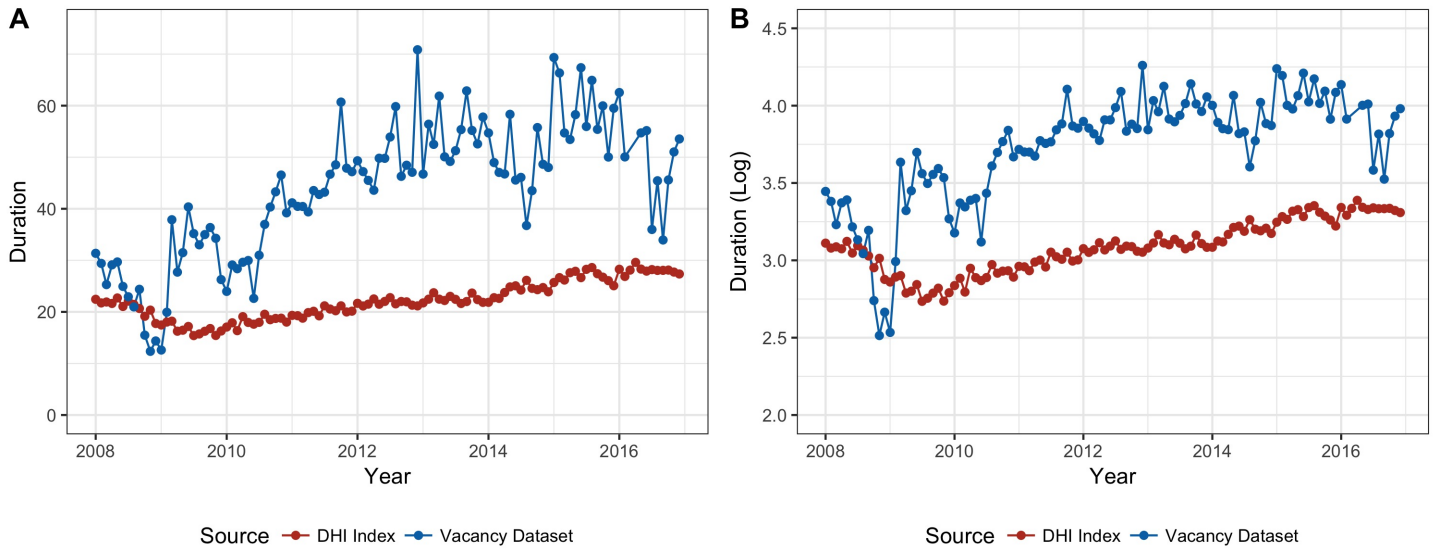 A
Duration
60
40
20
0
2008 2010 2012 2014 2016
Year
Source DHI Index Vacancy Dataset
B
Duration (Log)
4.5
4.0
3.5
3.0
2.5
2.0
2008 2010 2012 2014 2016
Year
Source DHI Index Vacancy Dataset